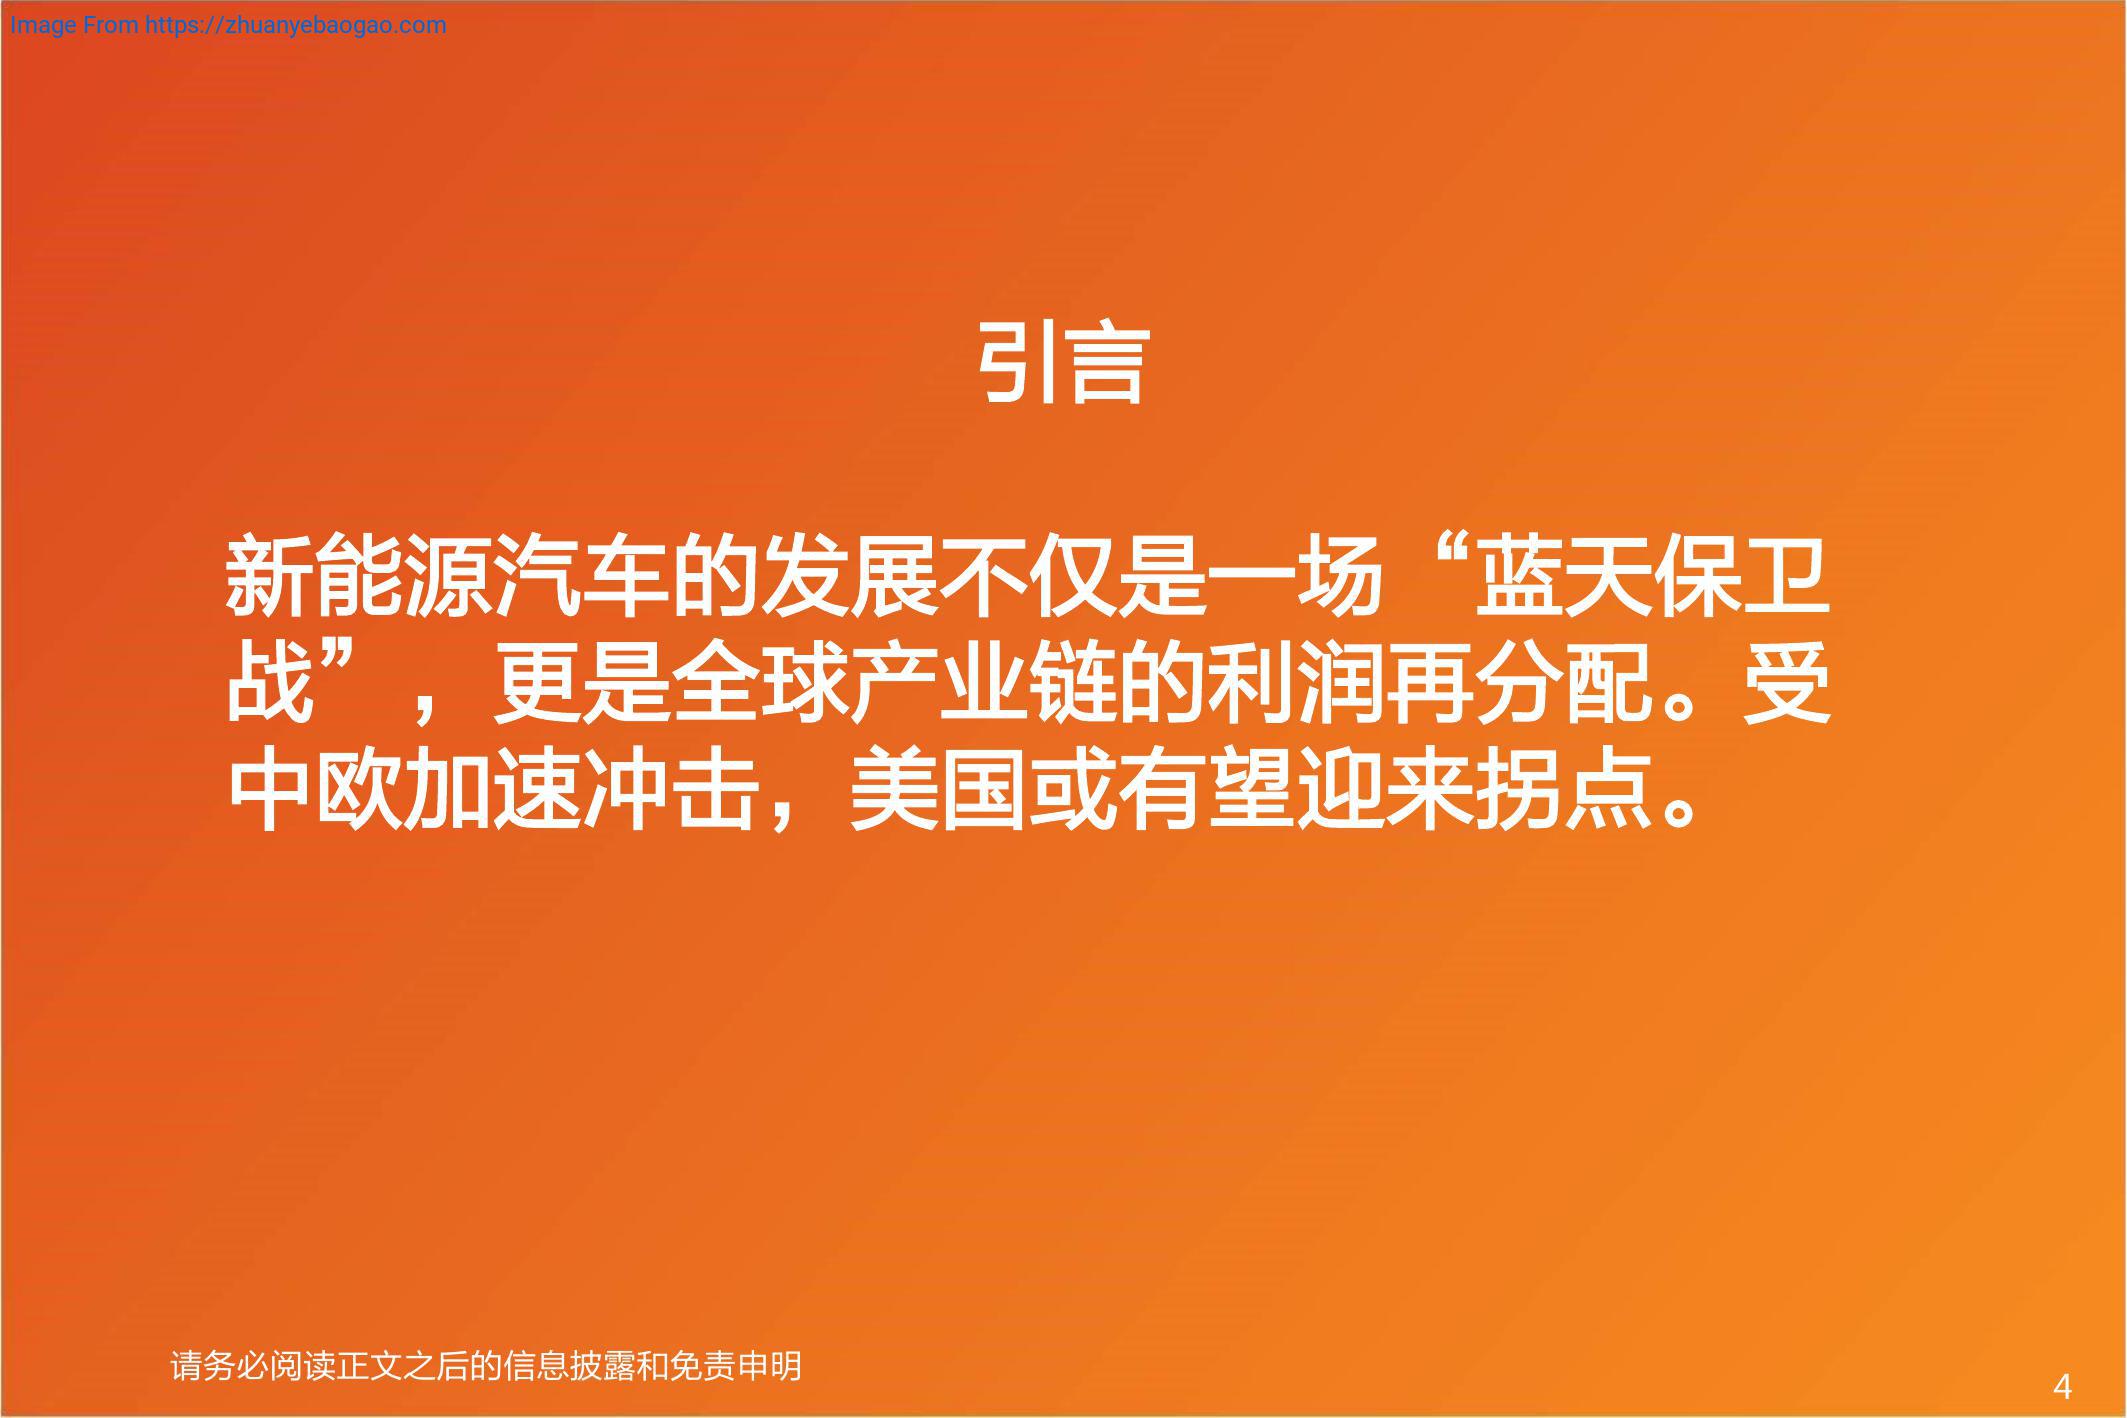 Image From https://zhuanyebaogao.com
引言
新能源汽车的发展不仅是一场“蓝天保卫
战”，更是全球产业链的利润再分配。受
中欧加速冲击，美国或有望迎来拐点。
请务必阅读正文之后的信息披露和免责申明
4